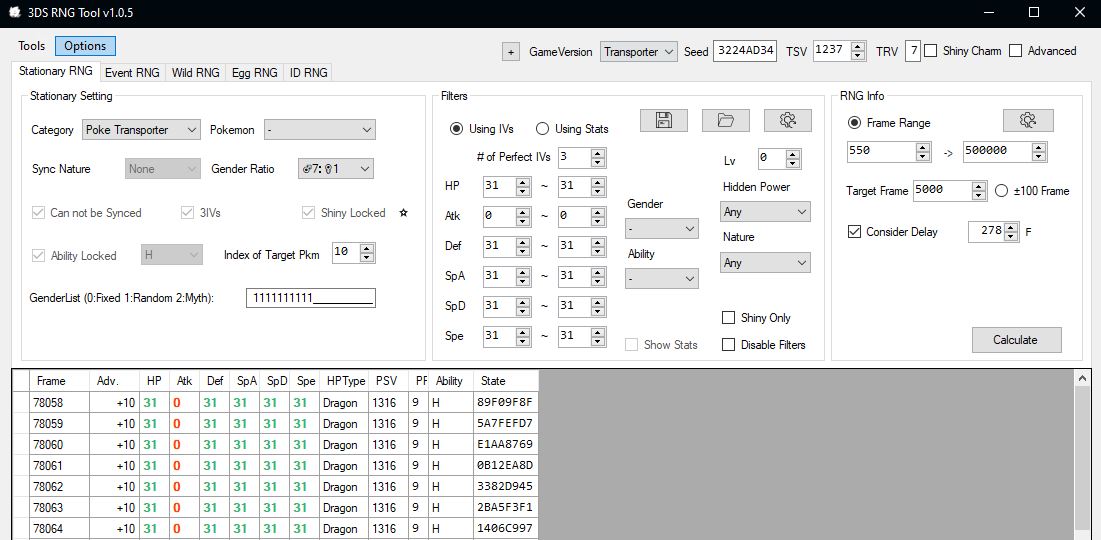 3DS RNG Tool v1.0.5
Tools Options + GameVersion Transporter Seed 3224AD34 TSV 1237 TRV 7 Shiny Charm Advanced
Stationary RNG Event RNG Wild RNG Egg RNG ID RNG
Stationary Setting
Category Poke Transporter Pokemon -
Sync Nature None Gender Ratio ♂7:♀1
Can not be Synced 3IVs Shiny Locked ☆
Ability Locked H Index of Target Pkm 10
GenderList (0:Fixed 1:Random 2:Myth): 1111111111__________
Filters
Using IVs Using Stats
# of Perfect IVs 3 Lv 0
HP 31 ~ 31 Hidden Power
Atk 0 ~ 0 Gender Any
Def 31 ~ 31 - Nature
SpA 31 ~ 31 Ability Any
SpD 31 ~ 31 -
Shiny Only
Spe 31 ~ 31 Show Stats Disable Filters
RNG Info
Frame Range
550 -> 500000
Target Frame 5000 ±100 Frame
Consider Delay 278 F
Calculate
Frame Adv. HP Atk Def SpA SpD Spe HPType PSV Ability State
78058 +10 31 0 31 31 31 31 Dragon 1316 9 H 89F09F8F
78059 +10 31 0 31 31 31 31 Dragon 1316 9 H 5A7FEFD7
78060 +10 31 0 31 31 31 31 Dragon 1316 9 H E1AA8769
78061 +10 31 0 31 31 31 31 Dragon 1316 9 H 0B12EA8D
78062 +10 31 0 31 31 31 31 Dragon 1316 9 H 3382D945
78063 +10 31 0 31 31 31 31 Dragon 1316 9 H 2BA5F3F1
78064 +10 31 0 31 31 31 31 Dragon 1316 9 H 1406C997